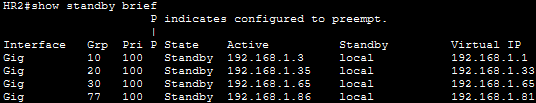 HR2#show standby brief
                     P indicates configured to preempt.
                     |
Interface   Grp  Pri P State    Active          Standby         Virtual IP
Gig         10   100   Standby  192.168.1.3     local           192.168.1.1
Gig         20   100   Standby  192.168.1.35    local           192.168.1.33
Gig         30   100   Standby  192.168.1.65    local           192.168.1.65
Gig         77   100   Standby  192.168.1.86    local           192.168.1.81